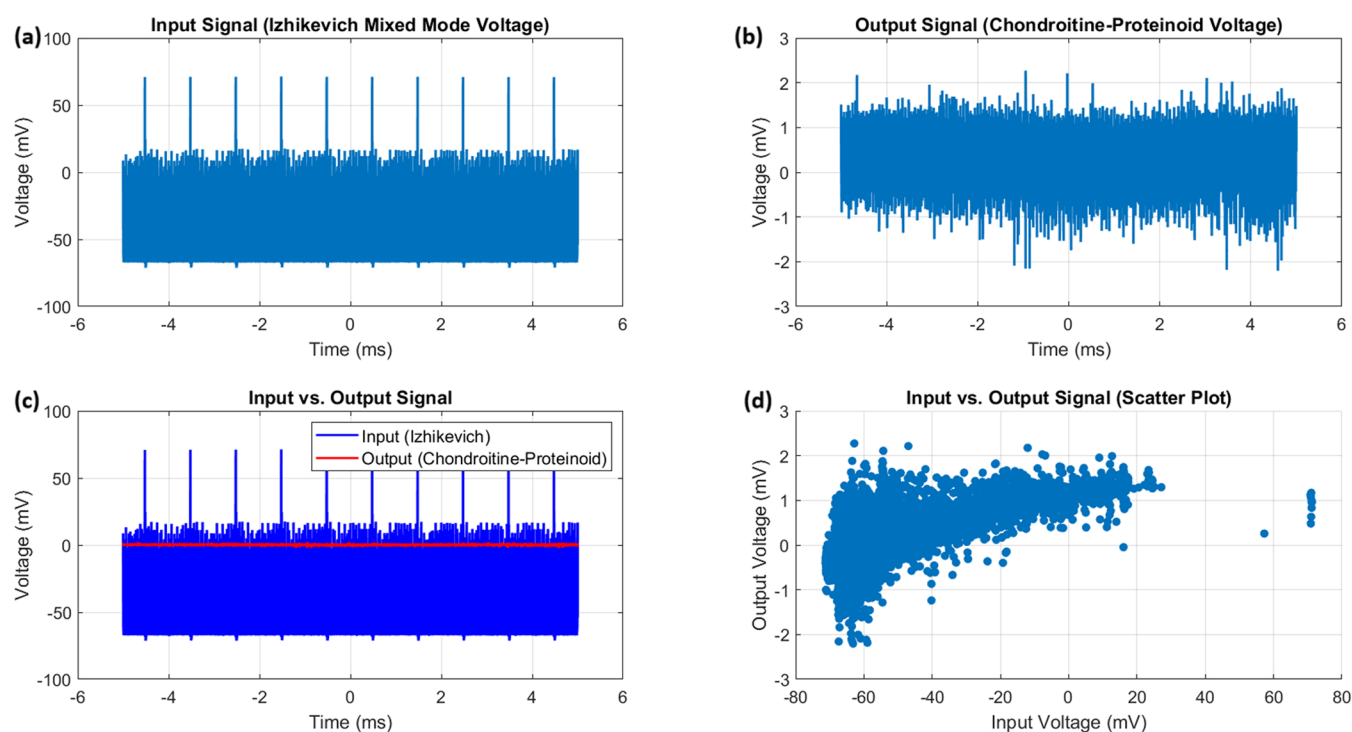 (a)
Input Signal (Izhikevich Mixed Mode Voltage)
100
50
0
-50
-100
Voltage (mV)
-6 -4 -2 0 2 4 6
Time (ms)
(b)
Output Signal (Chondroitine-Proteinoid Voltage)
3
2
1
0
-1
-2
-3
Voltage (mV)
-6 -4 -2 0 2 4 6
Time (ms)
(c)
Input vs. Output Signal
100
50
0
-50
-100
Voltage (mV)
Input (Izhikevich)
Output (Chondroitine-Proteinoid)
-6 -4 -2 0 2 4 6
Time (ms)
(d)
Input vs. Output Signal (Scatter Plot)
3
2
1
0
-1
-2
-3
Output Voltage (mV)
-80 -60 -40 -20 0 20 40 60 80
Input Voltage (mV)